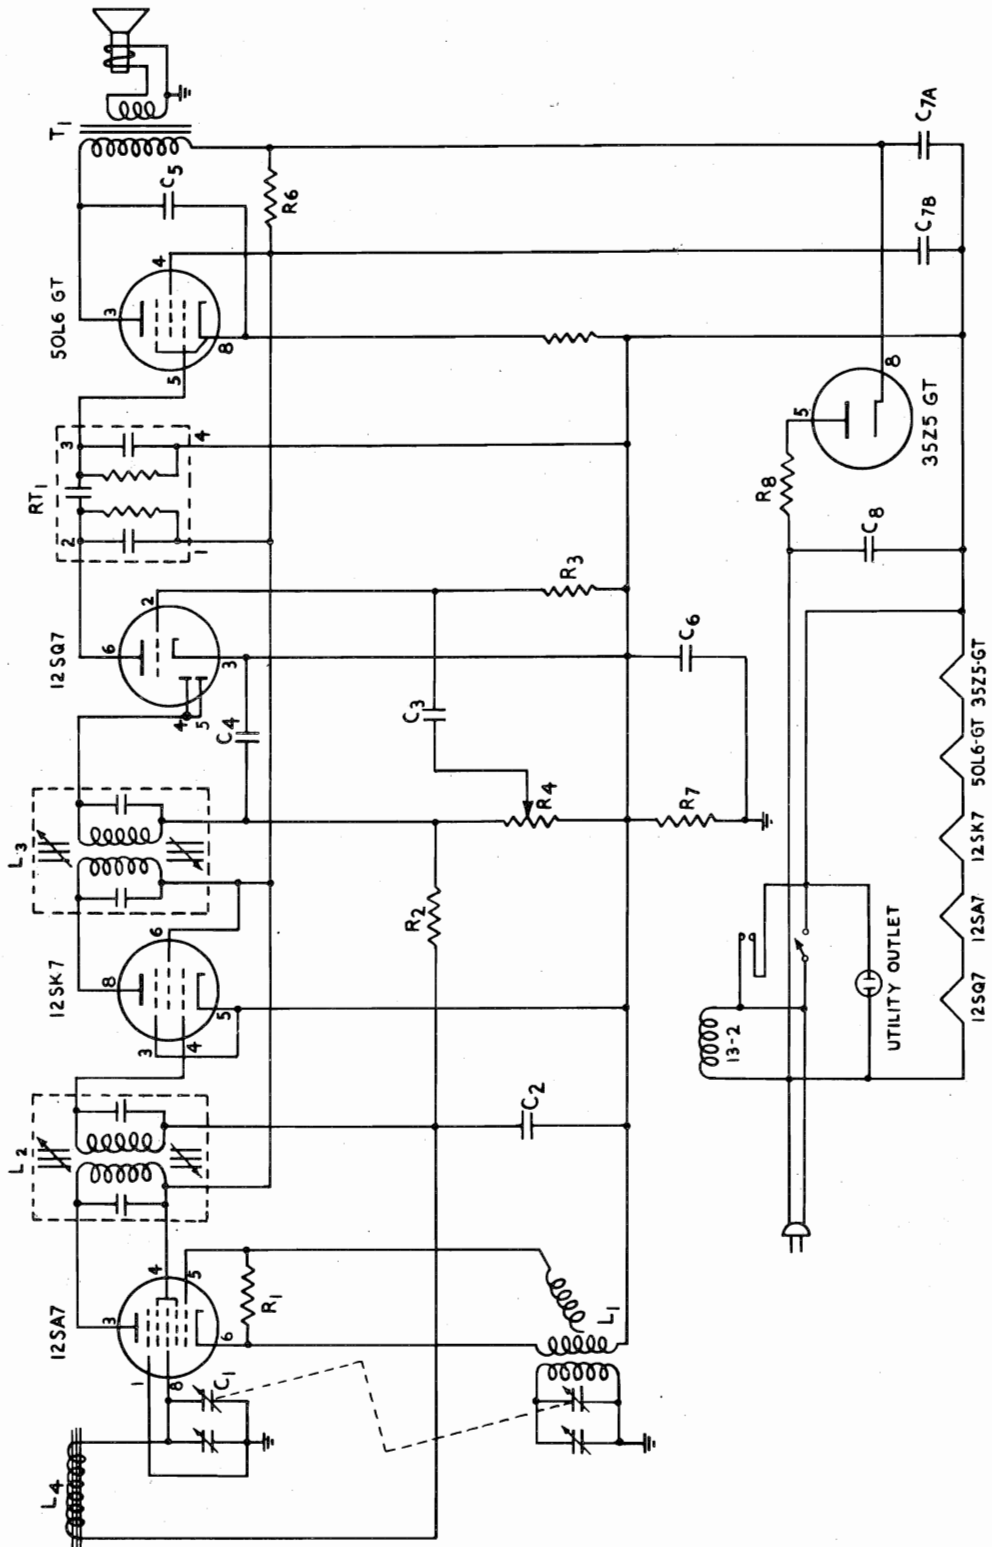 L4
12SA7
L2
12SK7
L3
12SQ7
RT1
50L6 GT
T1
3
8
6
2
3
3
1
8
4
5
6
3
4
5
6
4
5
3
2
1
4
5
8
4
C1
R1
C4
C5
R6
R2
C3
L1
C2
R4
R3
R7
C6
13-2
UTILITY OUTLET
R8
C8
5
8
35Z5 GT
C7B
C7A
12SQ7
12SA7
12SK7
50L6-GT
35Z5-GT